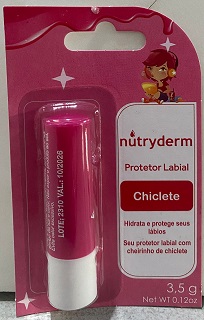 nutryderm
Protetor Labial
Chiclete
Hidrata e protege seus
lábios
Seu protetor labial com
cheirinho de chiclete
3,5 g
Net WT 0.12oz
LOTE: 2310 VAL.: 10/2026